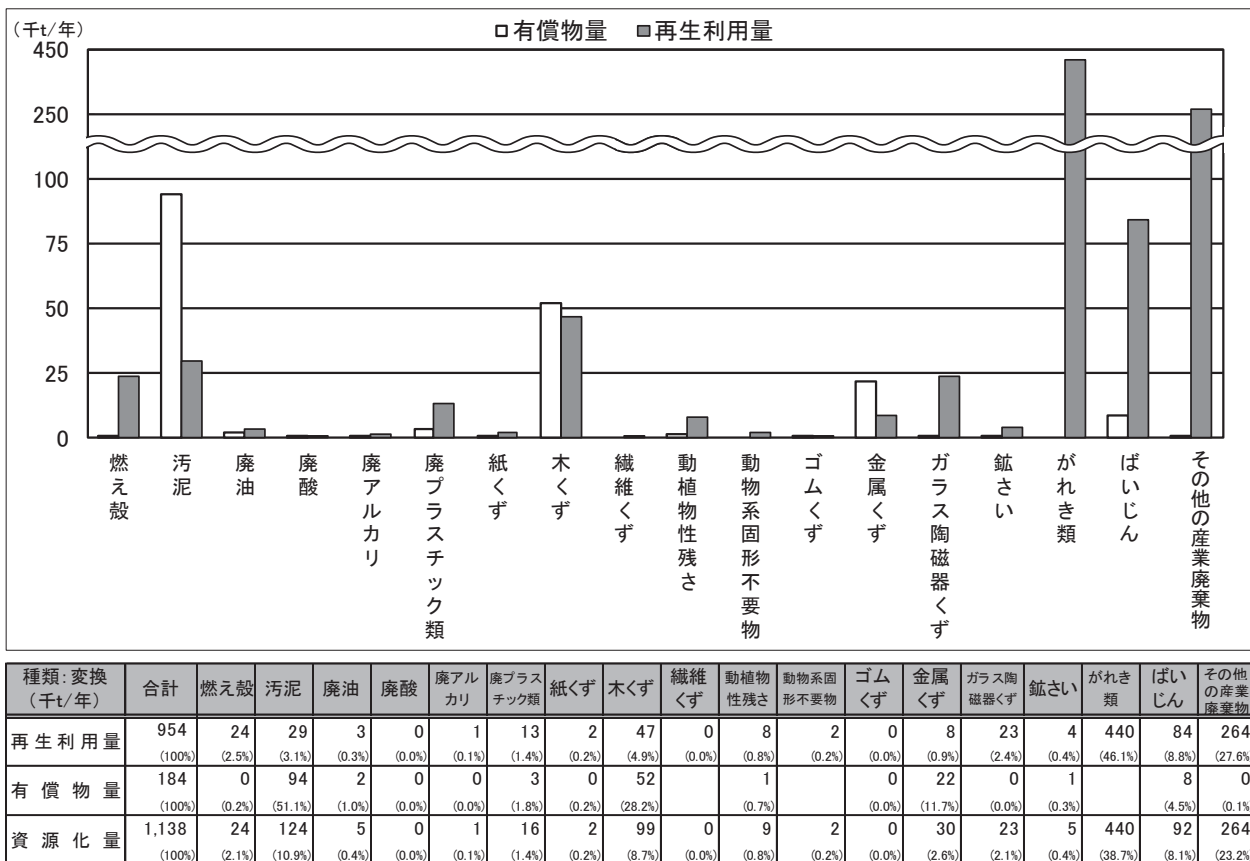 (千t/年)
□有償物量 ■再生利用量
450
250
100
75
50
25
0
燃え殻
汚泥
廃油
廃酸
廃アルカリ
廃プラスチック類
紙くず
木くず
繊維くず
動植物性残さ
動物系固形不要物
ゴムくず
金属くず
ガラス陶磁器くず
鉱さい
がれき類
ばいじん
その他の産業廃棄物
種類:変換 (千t/年) 合計 燃え殻 汚泥 廃油 廃酸 廃アルカリ 廃プラスチック類 紙くず 木くず 繊維くず 動植物性残さ 動物系固形不要物 ゴムくず 金属くず ガラス陶磁器くず 鉱さい がれき類 ばいじん その他の産業廃棄物
再生利用量 954 24 29 3 0 1 13 2 47 0 8 2 0 8 23 4 440 84 264
(100%) (2.5%) (3.1%) (0.3%) (0.0%) (0.1%) (1.4%) (0.2%) (4.9%) (0.0%) (0.8%) (0.2%) (0.0%) (0.9%) (2.4%) (0.4%) (46.1%) (8.8%) (27.6%)
有償物量 184 0 94 2 0 0 3 0 52 1 0 22 0 1 8 0
(100%) (0.2%) (51.1%) (1.0%) (0.0%) (0.0%) (1.8%) (0.2%) (28.2%) (0.7%) (0.0%) (11.7%) (0.0%) (0.3%) (4.5%) (0.1%)
資源化量 1,138 24 124 5 0 1 16 2 99 0 9 2 0 30 23 5 440 92 264
(100%) (2.1%) (10.9%) (0.4%) (0.0%) (0.1%) (1.4%) (0.2%) (8.7%) (0.0%) (0.8%) (0.2%) (0.0%) (2.6%) (2.1%) (0.4%) (38.7%) (8.1%) (23.2%)